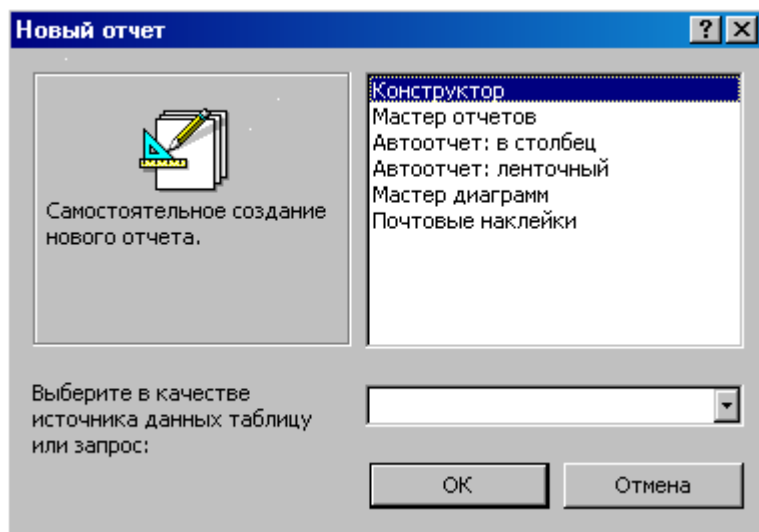 Новый отчет
Самостоятельное создание
нового отчета.
Конструктор
Мастер отчетов
Автоотчет: в столбец
Автоотчет: ленточный
Мастер диаграмм
Почтовые наклейки
Выберите в качестве
источника данных таблицу
или запрос:
ОК
Отмена